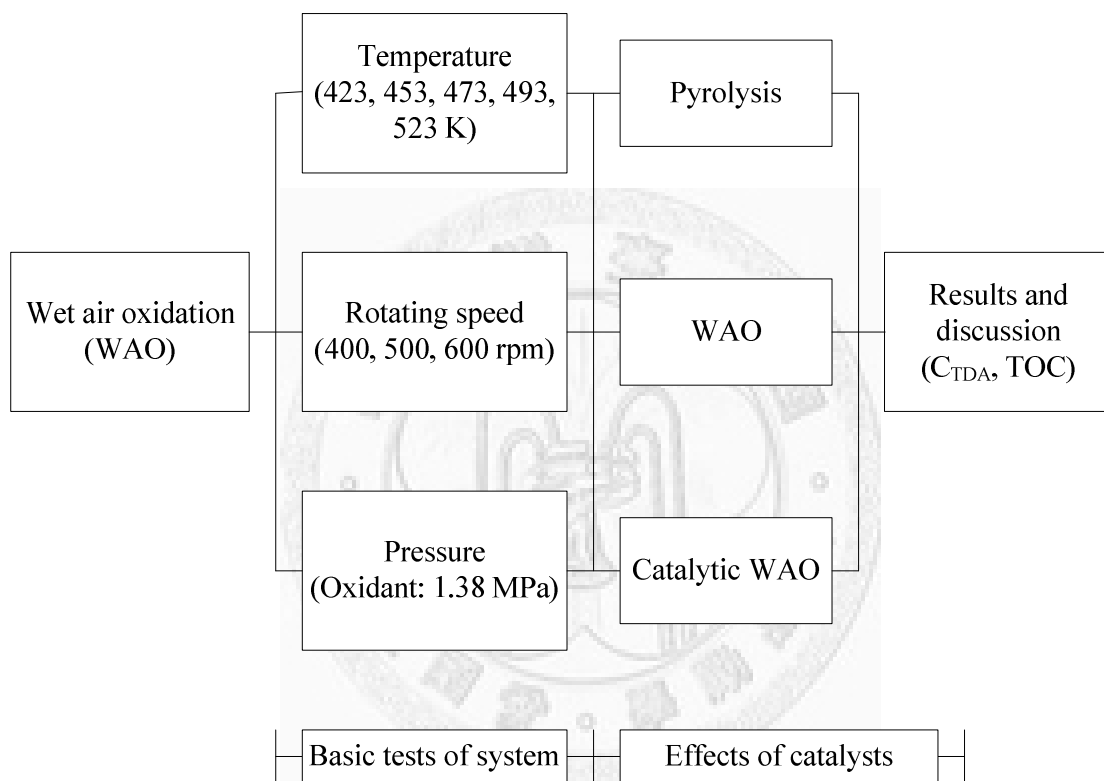 Temperature
(423, 453, 473, 493,
523 K)
Pyrolysis
Wet air oxidation
(WAO)
Rotating speed
(400, 500, 600 rpm)
WAO
Results and
discussion
(C_TDA, TOC)
Pressure
(Oxidant: 1.38 MPa)
Catalytic WAO
Basic tests of system
Effects of catalysts